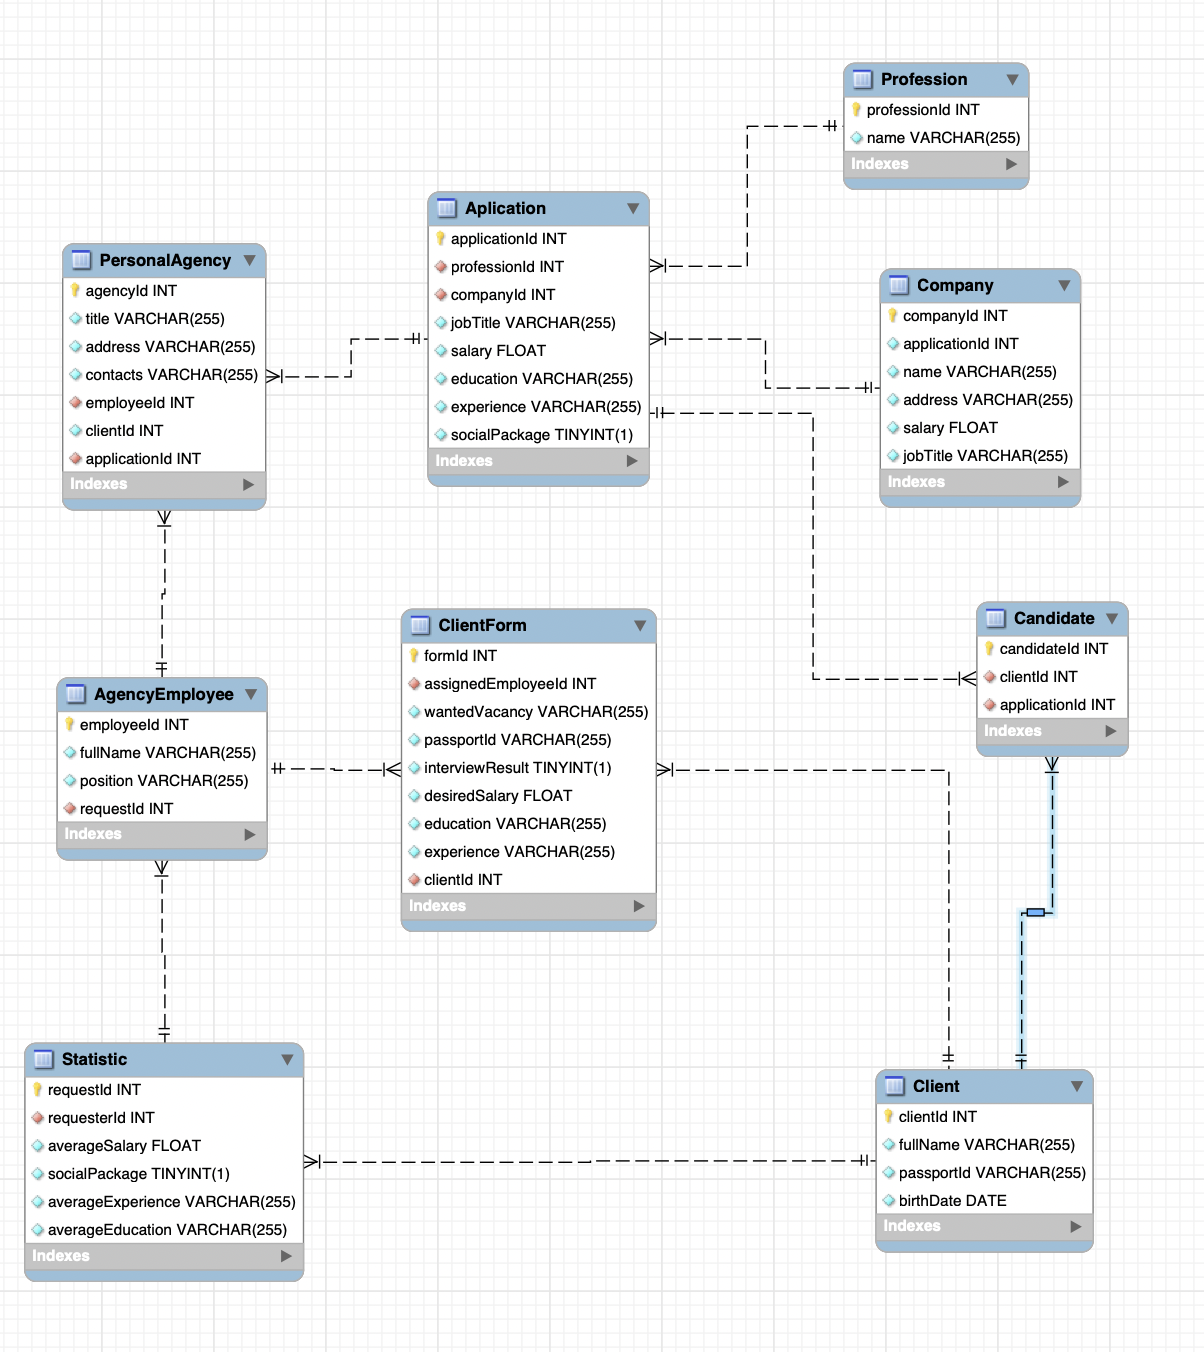 Profession
professionId INT
name VARCHAR(255)
Indexes
Aplication
applicationId INT
professionId INT
companyId INT
jobTitle VARCHAR(255)
salary FLOAT
education VARCHAR(255)
experience VARCHAR(255)
socialPackage TINYINT(1)
Indexes
PersonalAgency
agencyId INT
title VARCHAR(255)
address VARCHAR(255)
contacts VARCHAR(255)
employeeId INT
clientId INT
applicationId INT
Indexes
Company
companyId INT
applicationId INT
name VARCHAR(255)
address VARCHAR(255)
salary FLOAT
jobTitle VARCHAR(255)
Indexes
ClientForm
formId INT
assignedEmployeeId INT
wantedVacancy VARCHAR(255)
passportId VARCHAR(255)
interviewResult TINYINT(1)
desiredSalary FLOAT
education VARCHAR(255)
experience VARCHAR(255)
clientId INT
Indexes
Candidate
candidateId INT
clientId INT
applicationId INT
Indexes
AgencyEmployee
employeeId INT
fullName VARCHAR(255)
position VARCHAR(255)
requestId INT
Indexes
Statistic
requestId INT
requesterId INT
averageSalary FLOAT
socialPackage TINYINT(1)
averageExperience VARCHAR(255)
averageEducation VARCHAR(255)
Indexes
Client
clientId INT
fullName VARCHAR(255)
passportId VARCHAR(255)
birthDate DATE
Indexes